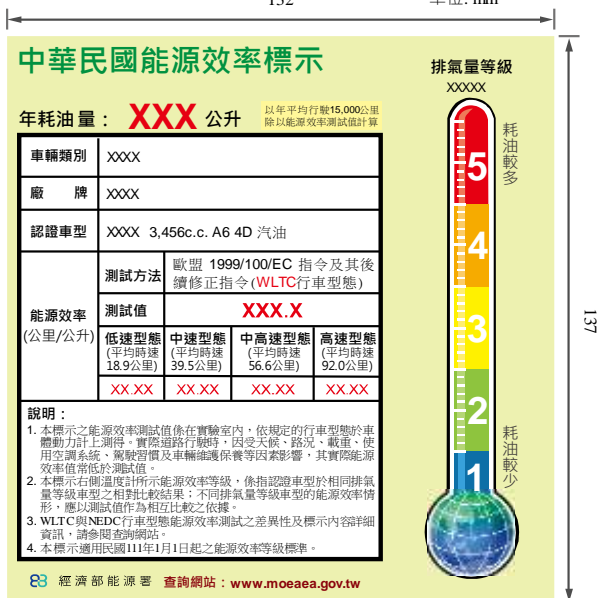 132
單位: mm
中華民國能源效率標示
排氣量等級
XXXXX
年耗油量： XXX 公升
以年平均行駛15,000公里
除以能源效率測試值計算
耗油較多
車輛類別 XXXX
廠 牌 XXXX
認證車型 XXXX 3,456c.c. A6 4D 汽油
能源效率
(公里/公升)
測試方法 歐盟 1999/100/EC 指令及其後
續修正指令(WLTC行車型態)
測試值 XXX.X
低速型態 中速型態 中高速型態 高速型態
(平均時速 (平均時速 (平均時速 (平均時速
18.9公里) 39.5公里) 56.6公里) 92.0公里)
XX.XX XX.XX XX.XX XX.XX
5
4
3
2
1
耗油較少
137
說明：
1. 本標示之能源效率測試值係在實驗室內，依規定的行車型態於車
體動力計上測得。實際道路行駛時，因受天候、路況、載重、使
用空調系統、駕駛習慣及車輛維護保養等因素影響，其實際能源
效率值常低於測試值。
2. 本標示右側溫度計所示能源效率等級，係指認證車型於相同排氣
量等級車型之相對比較結果；不同排氣量等級車型的能源效率情
形，應以測試值作為相互比較之依據。
3. WLTC與NEDC行車型態能源效率測試之差異性及標示內容詳細
資訊，請參閱查詢網站。
4. 本標示適用民國111年1月1日起之能源效率等級標準。
經濟部能源署 查詢網站：www.moeaea.gov.tw